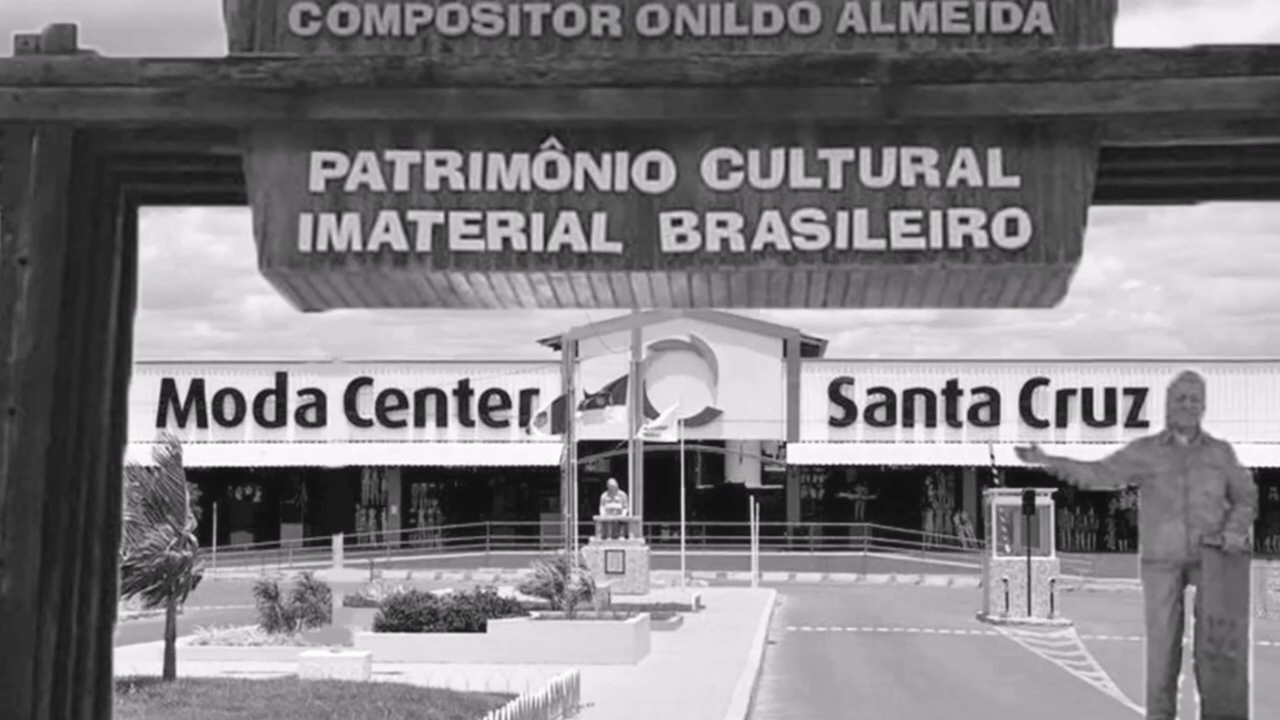 COMPOSITOR ONILDO ALMEIDA
PATRIMÔNIO CULTURAL
IMATERIAL BRASILEIRO
Moda Center
Santa Cruz